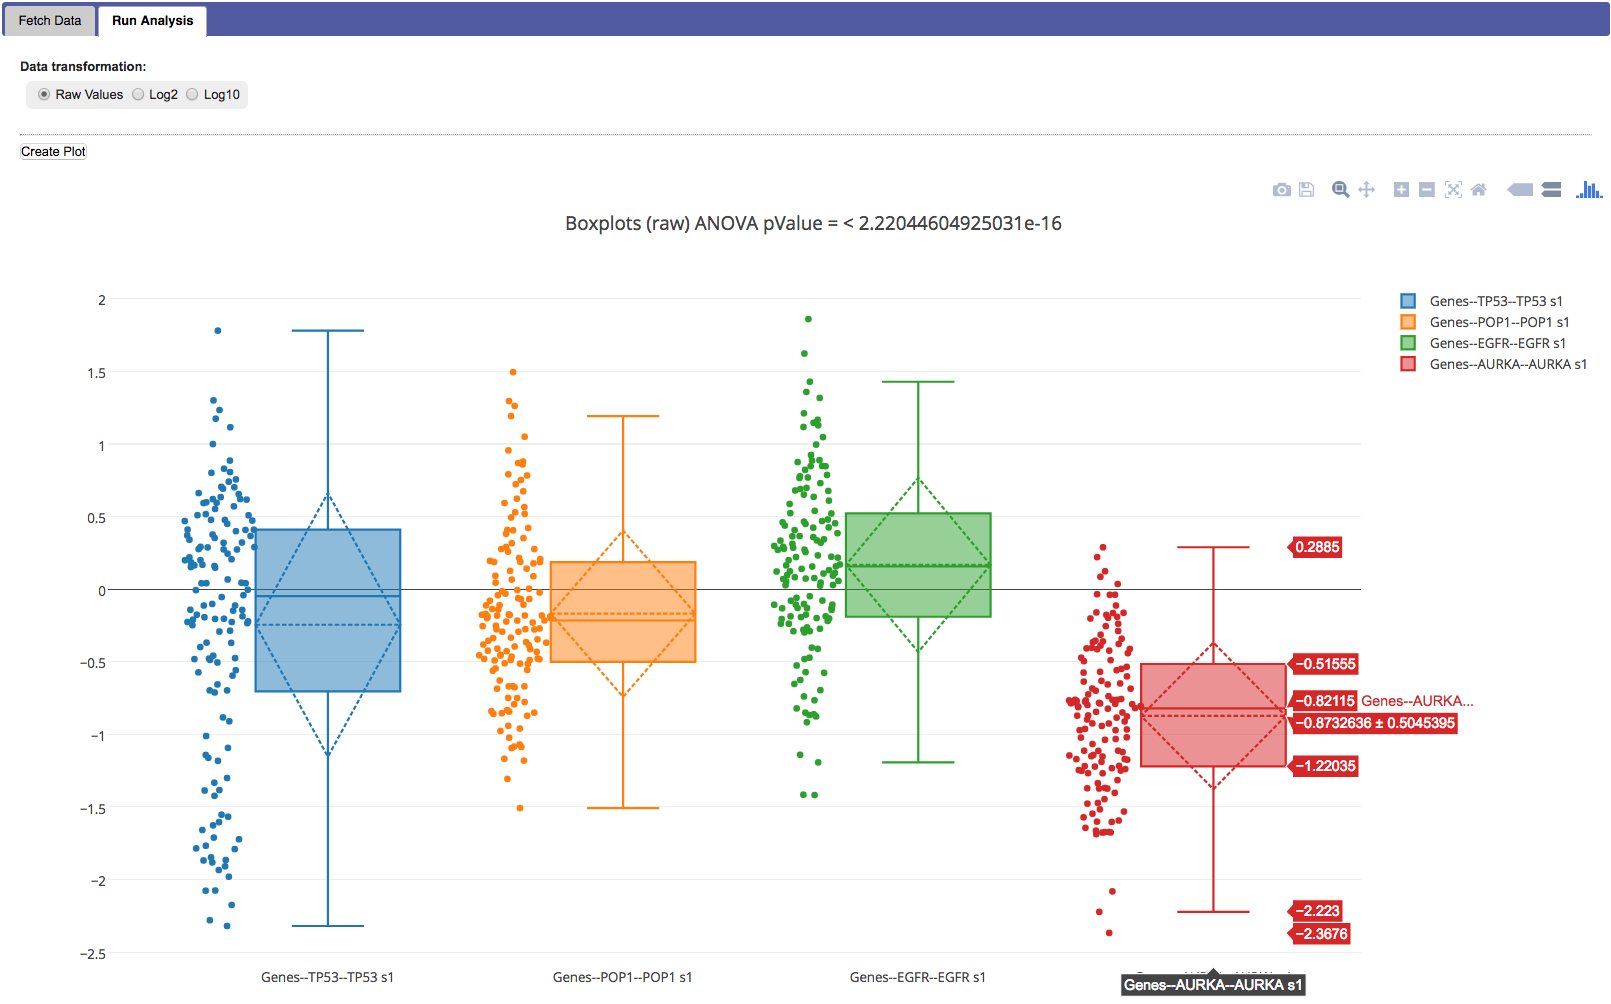 Fetch Data Run Analysis
Data transformation:
Raw Values Log2 Log10
Create Plot
Boxplots (raw) ANOVA pValue = < 2.22044604925031e-16
2
1.5
1
0.5
0
−0.5
−1
−1.5
−2
−2.5
Genes--TP53--TP53 s1
Genes--POP1--POP1 s1
Genes--EGFR--EGFR s1
Genes--AURKA--AURKA s1
0.2885
−0.51555
−0.82115 Genes--AURKA...
−0.8732636 ± 0.5045395
−1.22035
−2.223
−2.3676
Genes--TP53--TP53 s1 Genes--POP1--POP1 s1 Genes--EGFR--EGFR s1
Genes--AURKA--AURKA s1